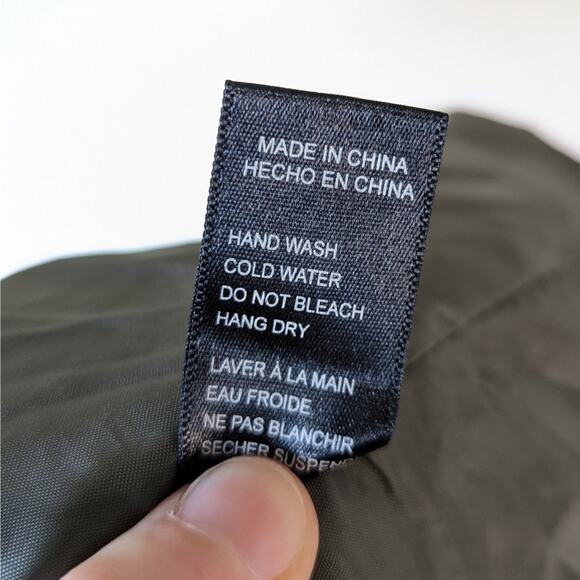 MADE IN CHINA
HECHO EN CHINA
HAND WASH
COLD WATER
DO NOT BLEACH
HANG DRY
LAVER À LA MAIN
EAU FROIDE
NE PAS BLANCHIR
SECHER